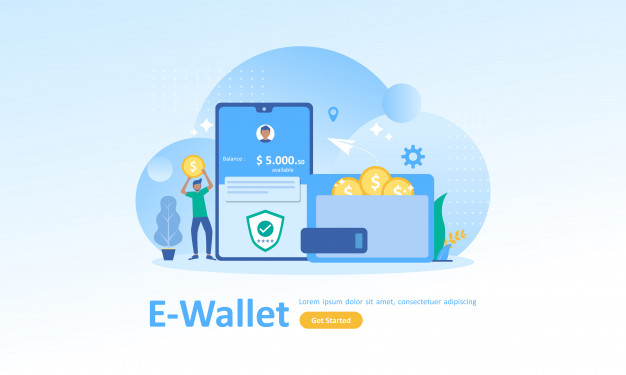 Balance : $ 5.000.50
available
E-Wallet
Lorem ipsum dolor sit amet, consectetuer adipiscing
Get Started